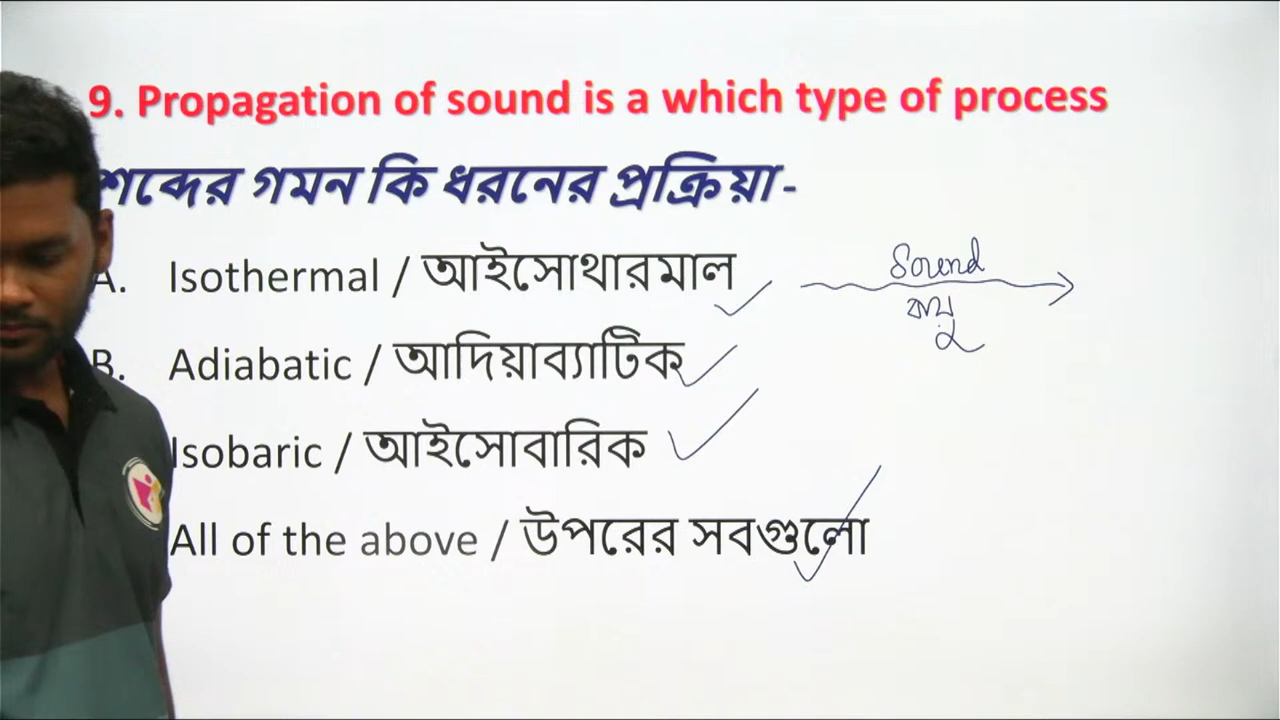 9. Propagation of sound is a which type of process
শব্দের গমন কি ধরনের প্রক্রিয়া-
A. Isothermal / আইসোথারমাল
Sound
বায়ু
B. Adiabatic / আদিয়াব্যাটিক
Isobaric / আইসোবারিক
All of the above / উপরের সবগুলো